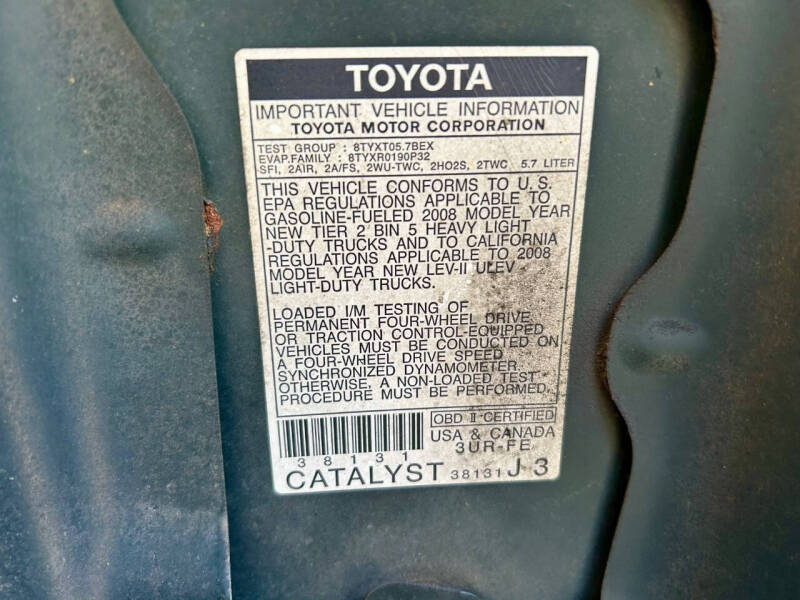 TOYOTA
IMPORTANT VEHICLE INFORMATION
TOYOTA MOTOR CORPORATION
TEST GROUP : 8TYXT05.7BEX
EVAP.FAMILY : 8TYXR0190P32
SFI, 2AIR, 2A/FS, 2WU-TWC, 2HO2S, 2TWC 5.7 LITER
THIS VEHICLE CONFORMS TO U.S.
EPA REGULATIONS APPLICABLE TO
GASOLINE-FUELED 2008 MODEL YEAR
NEW TIER 2 BIN 5 HEAVY LIGHT
-DUTY TRUCKS AND TO CALIFORNIA
REGULATIONS APPLICABLE TO 2008
MODEL YEAR NEW LEV-II ULEV
LIGHT-DUTY TRUCKS.
LOADED I/M TESTING OF
PERMANENT FOUR-WHEEL DRIVE
OR TRACTION CONTROL-EQUIPPED
VEHICLES MUST BE CONDUCTED ON
A FOUR-WHEEL DRIVE SPEED
SYNCHRONIZED DYNAMOMETER.
OTHERWISE, A NON-LOADED TEST
PROCEDURE MUST BE PERFORMED.
OBD II CERTIFIED
USA & CANADA
38131
3UR-FE
CATALYST 38131 J 3